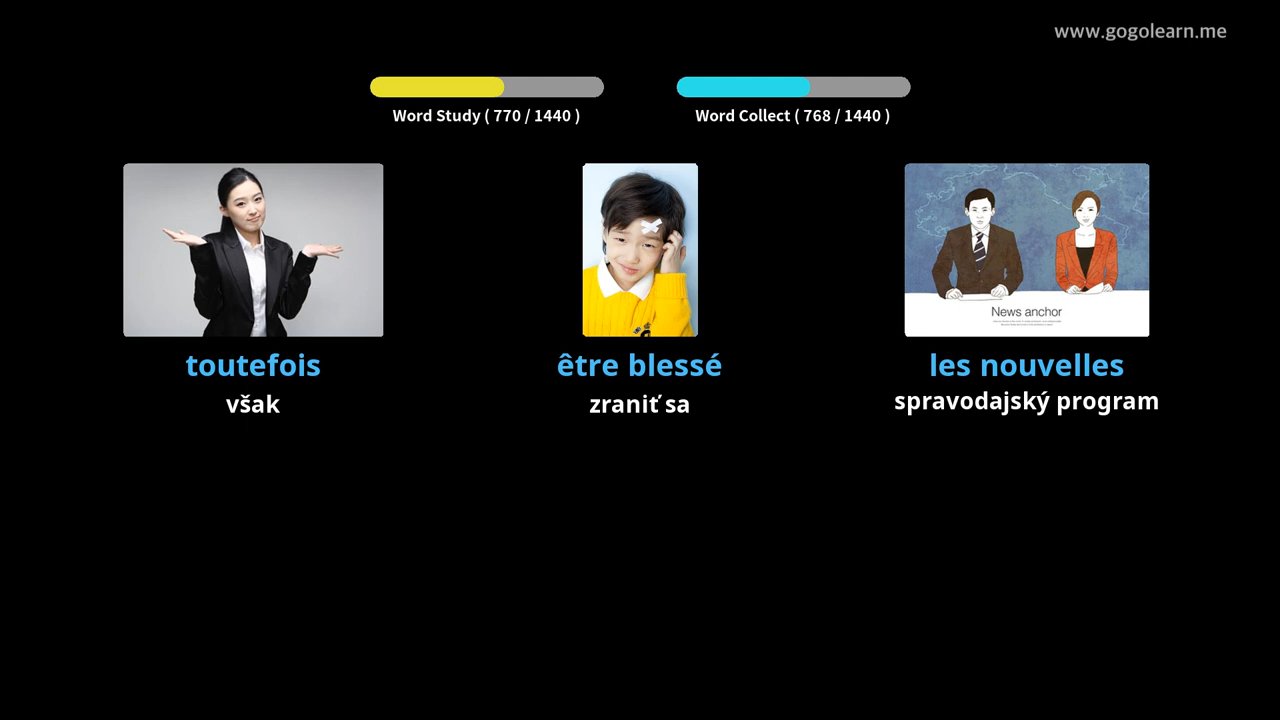 www.gogolearn.me
Word Study ( 770 / 1440 )
Word Collect ( 768 / 1440 )
News anchor
toutefois
être blessé
les nouvelles
však
zraniť sa
spravodajský program